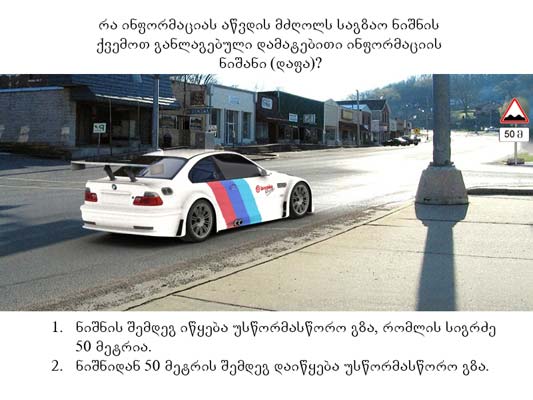 რა ინფორმაციას აწვდის მძღოლს საგზაო ნიშნის
ქვემოთ განლაგებული დამატებითი ინფორმაციის
ნიშანი (დაფა)?
50 მ
1. ნიშნის შემდეგ იწყება უსწორმასწორო გზა, რომლის სიგრძე
50 მეტრია.
2. ნიშნიდან 50 მეტრის შემდეგ დაიწყება უსწორმასწორო გზა.